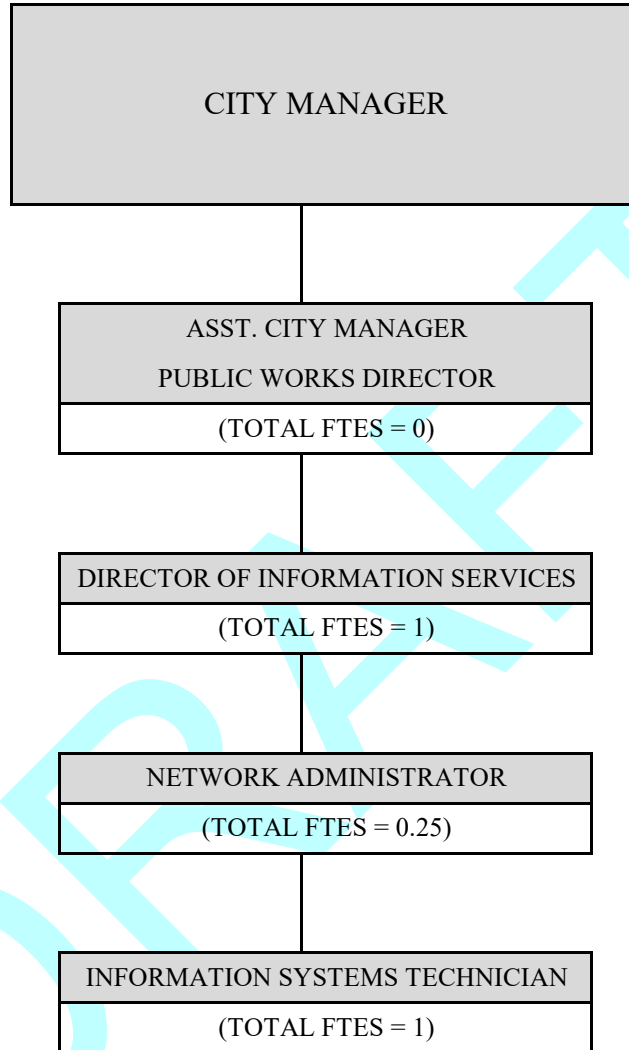 CITY MANAGER
ASST. CITY MANAGER
PUBLIC WORKS DIRECTOR
(TOTAL FTES = 0)
DIRECTOR OF INFORMATION SERVICES
(TOTAL FTES = 1)
NETWORK ADMINISTRATOR
(TOTAL FTES = 0.25)
INFORMATION SYSTEMS TECHNICIAN
(TOTAL FTES = 1)
DRAFT